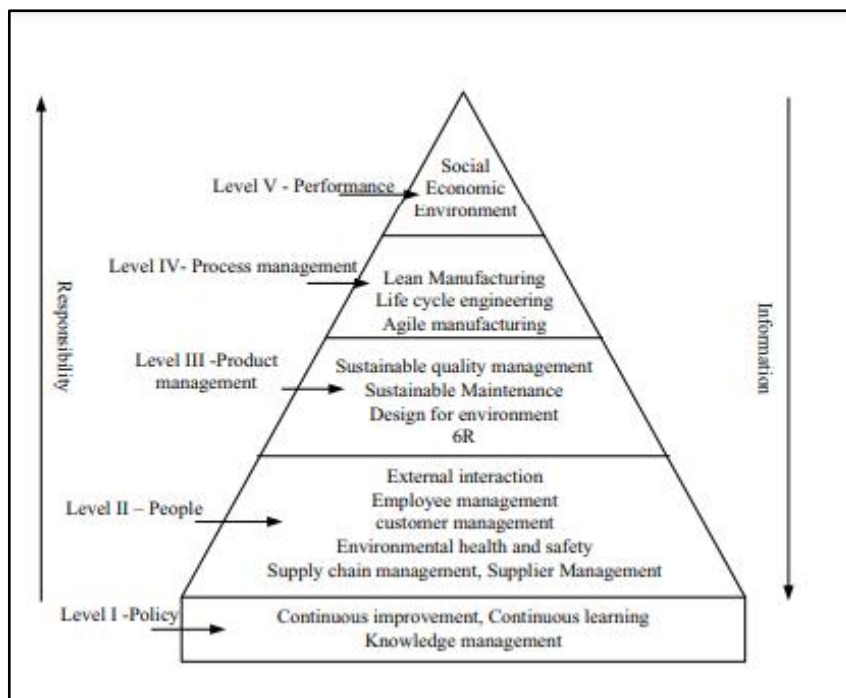 Social
Economic
Environment
Level V - Performance
Level IV- Process management
Lean Manufacturing
Life cycle engineering
Agile manufacturing
Level III -Product
management
Sustainable quality management
Sustainable Maintenance
Design for environment
6R
Level II – People
External interaction
Employee management
customer management
Environmental health and safety
Supply chain management, Supplier Management
Level I -Policy
Continuous improvement, Continuous learning
Knowledge management
Responsibility
Information